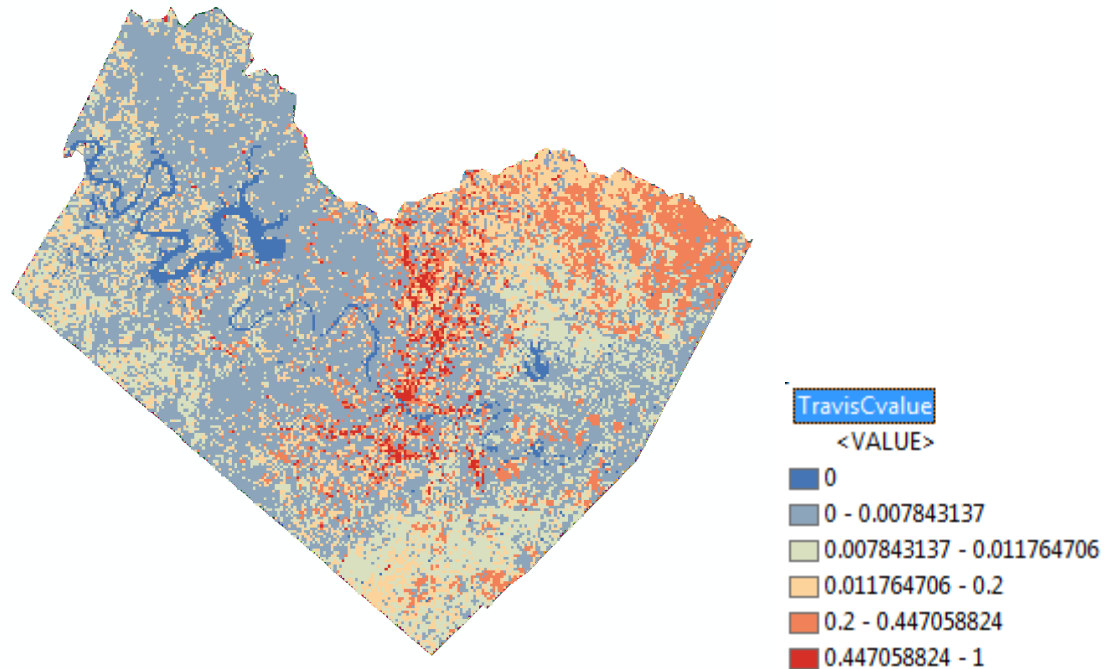 TravisCvalue
<VALUE>
0
0 - 0.007843137
0.007843137 - 0.011764706
0.011764706 - 0.2
0.2 - 0.447058824
0.447058824 - 1